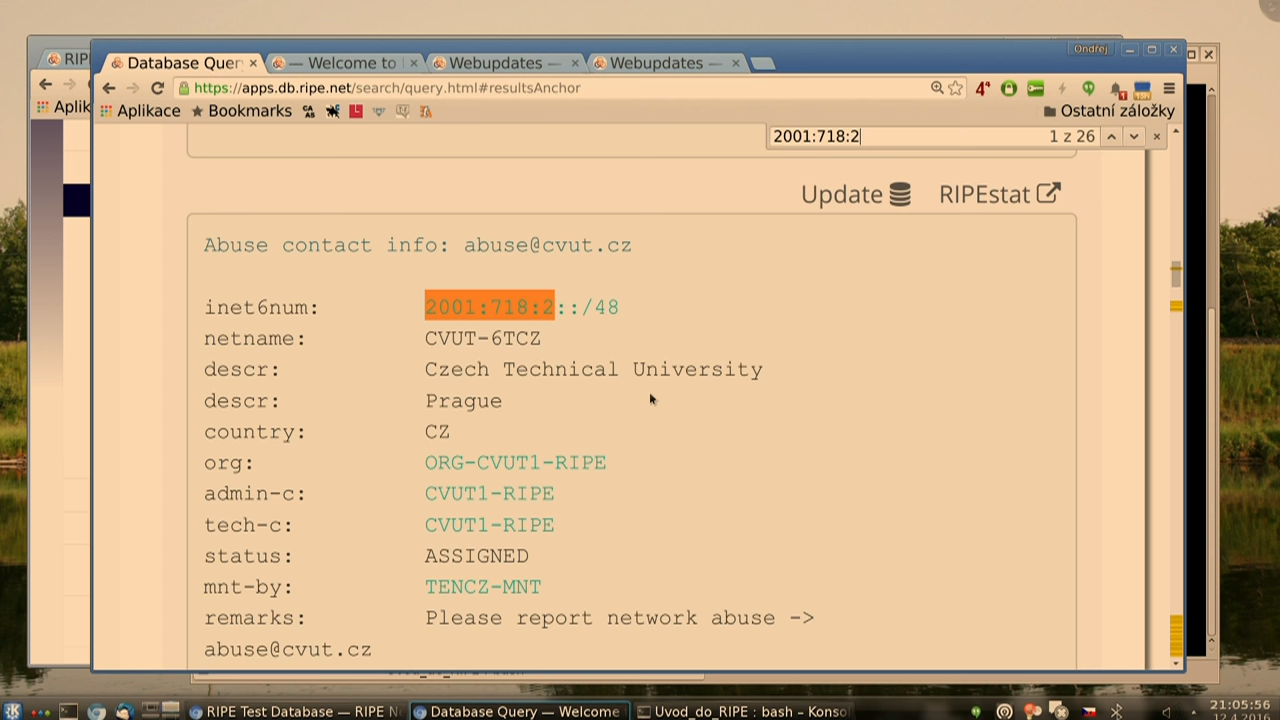 Ondřej
RIPE
Database Quer
— Welcome to
Webupdates —
Webupdates —
https://apps.db.ripe.net/search/query.html#resultsAnchor
Aplik
Aplikace
Bookmarks
Ostatní záložky
2001:718:2
1 z 26
Update
RIPEstat
Abuse contact info: abuse@cvut.cz
inet6num: 2001:718:2::/48
netname: CVUT-6TCZ
descr: Czech Technical University
descr: Prague
country: CZ
org: ORG-CVUT1-RIPE
admin-c: CVUT1-RIPE
tech-c: CVUT1-RIPE
status: ASSIGNED
mnt-by: TENCZ-MNT
remarks: Please report network abuse ->
abuse@cvut.cz
RIPE Test Database — RIPE N
Database Query — Welcome
Uvod_do_RIPE : bash – Konso
21:05:56